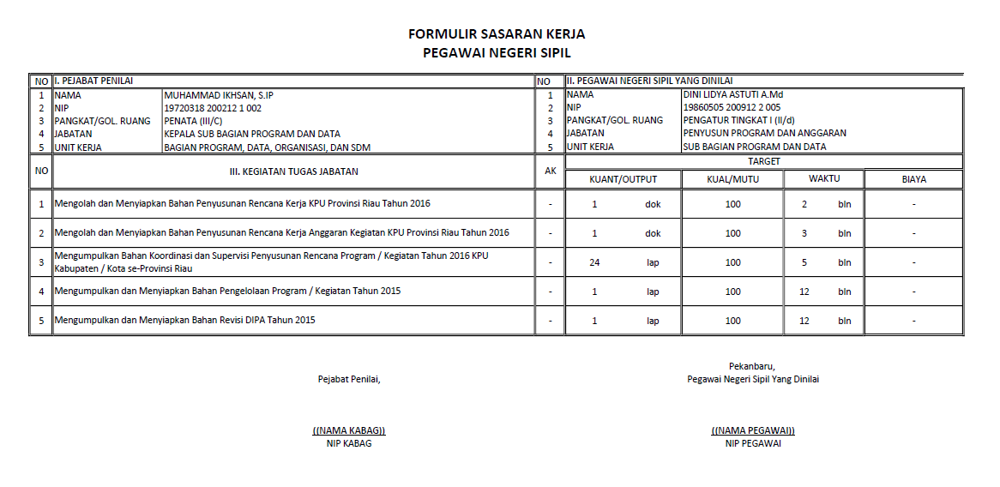 FORMULIR SASARAN KERJA
PEGAWAI NEGERI SIPIL
NO I. PEJABAT PENILAI NO II. PEGAWAI NEGERI SIPIL YANG DINILAI
1 NAMA MUHAMMAD IKHSAN, S.IP 1 NAMA DINI LIDYA ASTUTI A.Md
2 NIP 19720318 200212 1 002 2 NIP 19860505 200912 2 005
3 PANGKAT/GOL. RUANG PENATA (III/C) 3 PANGKAT/GOL. RUANG PENGATUR TINGKAT I (II/d)
4 JABATAN KEPALA SUB BAGIAN PROGRAM DAN DATA 4 JABATAN PENYUSUN PROGRAM DAN ANGGARAN
5 UNIT KERJA BAGIAN PROGRAM, DATA, ORGANISASI, DAN SDM 5 UNIT KERJA SUB BAGIAN PROGRAM DAN DATA
NO III. KEGIATAN TUGAS JABATAN AK TARGET
KUANT/OUTPUT KUAL/MUTU WAKTU BIAYA
1 Mengolah dan Menyiapkan Bahan Penyusunan Rencana Kerja KPU Provinsi Riau Tahun 2016 - 1 dok 100 2 bln -
2 Mengolah dan Menyiapkan Bahan Penyusunan Rencana Kerja Anggaran Kegiatan KPU Provinsi Riau Tahun 2016 - 1 dok 100 3 bln -
3 Mengumpulkan Bahan Koordinasi dan Supervisi Penyusunan Rencana Program / Kegiatan Tahun 2016 KPU
Kabupaten / Kota se-Provinsi Riau - 24 lap 100 5 bln -
4 Mengumpulkan dan Menyiapkan Bahan Pengelolaan Program / Kegiatan Tahun 2015 - 1 lap 100 12 bln -
5 Mengumpulkan dan Menyiapkan Bahan Revisi DIPA Tahun 2015 - 1 lap 100 12 bln -
Pekanbaru,
Pejabat Penilai, Pegawai Negeri Sipil Yang Dinilai
((NAMA KABAG)) ((NAMA PEGAWAI))
NIP KABAG NIP PEGAWAI